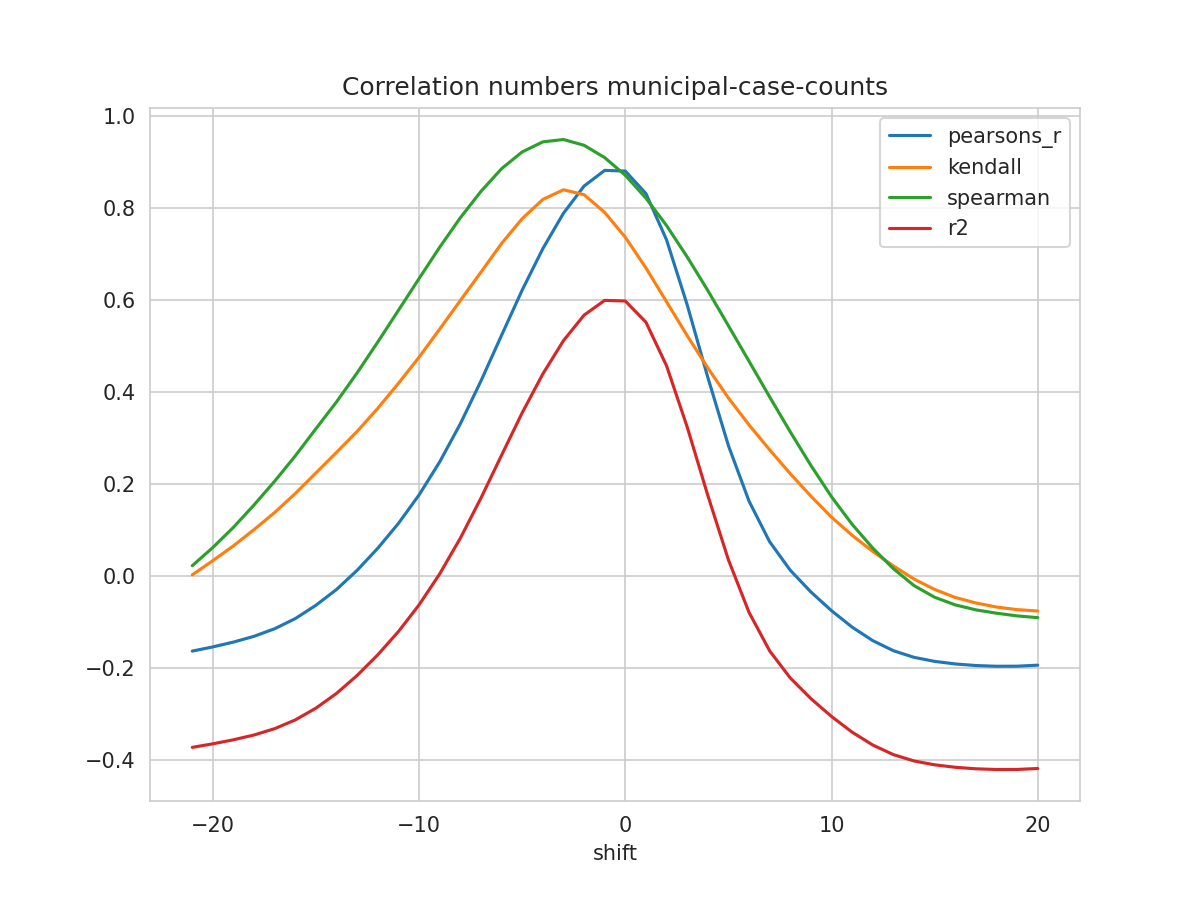 Correlation numbers municipal-case-counts
1.0
0.8
0.6
0.4
0.2
0.0
−0.2
−0.4
pearsons_r
kendall
spearman
r2
−20
−10
0
10
20
shift